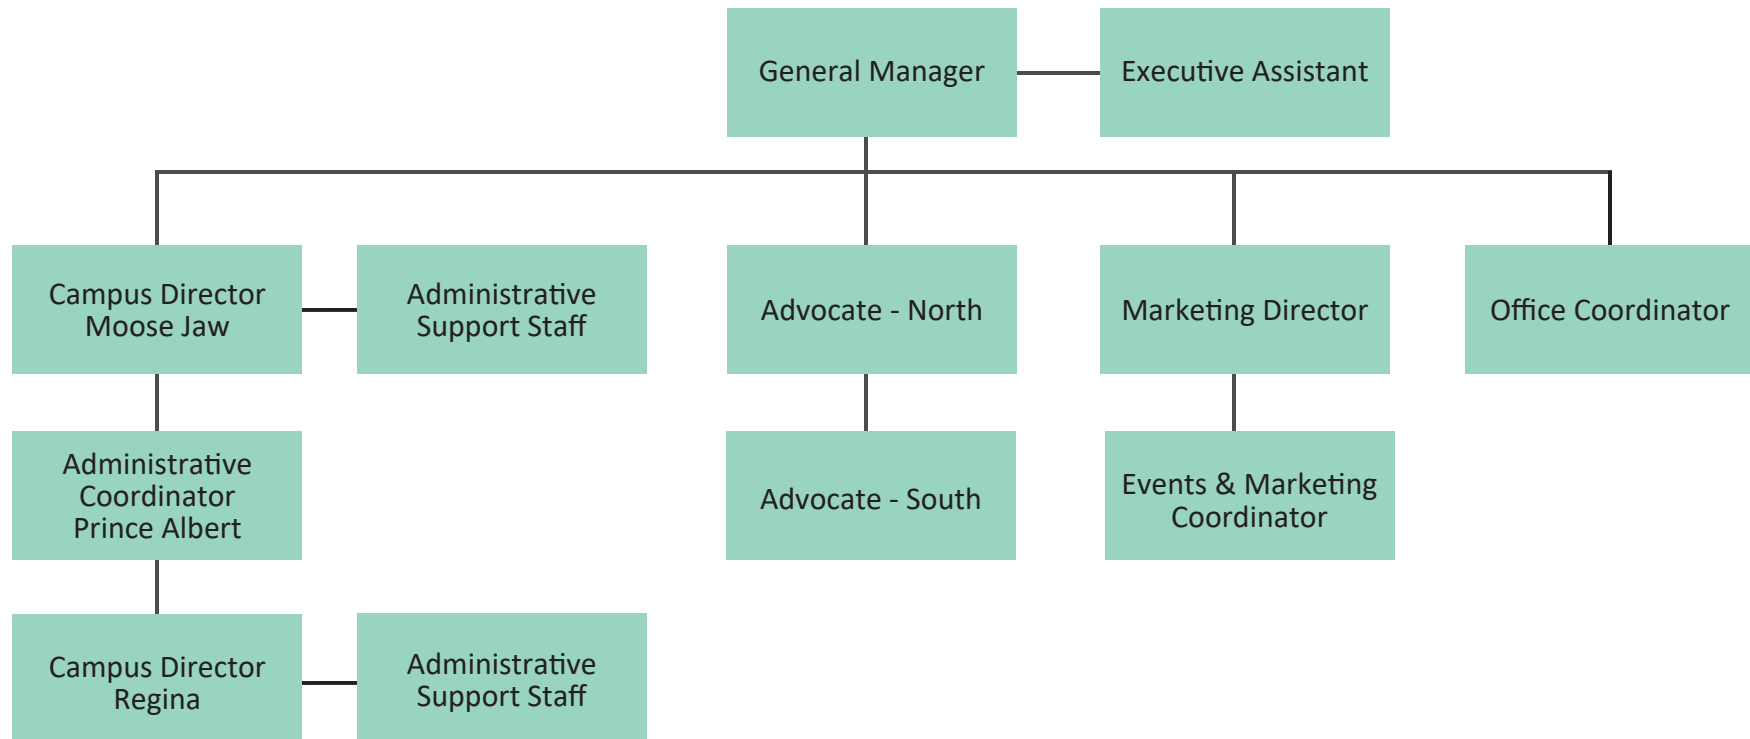 General Manager
Executive Assistant
Campus Director
Moose Jaw
Administrative
Support Staff
Advocate - North
Marketing Director
Office Coordinator
Administrative
Coordinator
Prince Albert
Advocate - South
Events & Marketing
Coordinator
Campus Director
Regina
Administrative
Support Staff